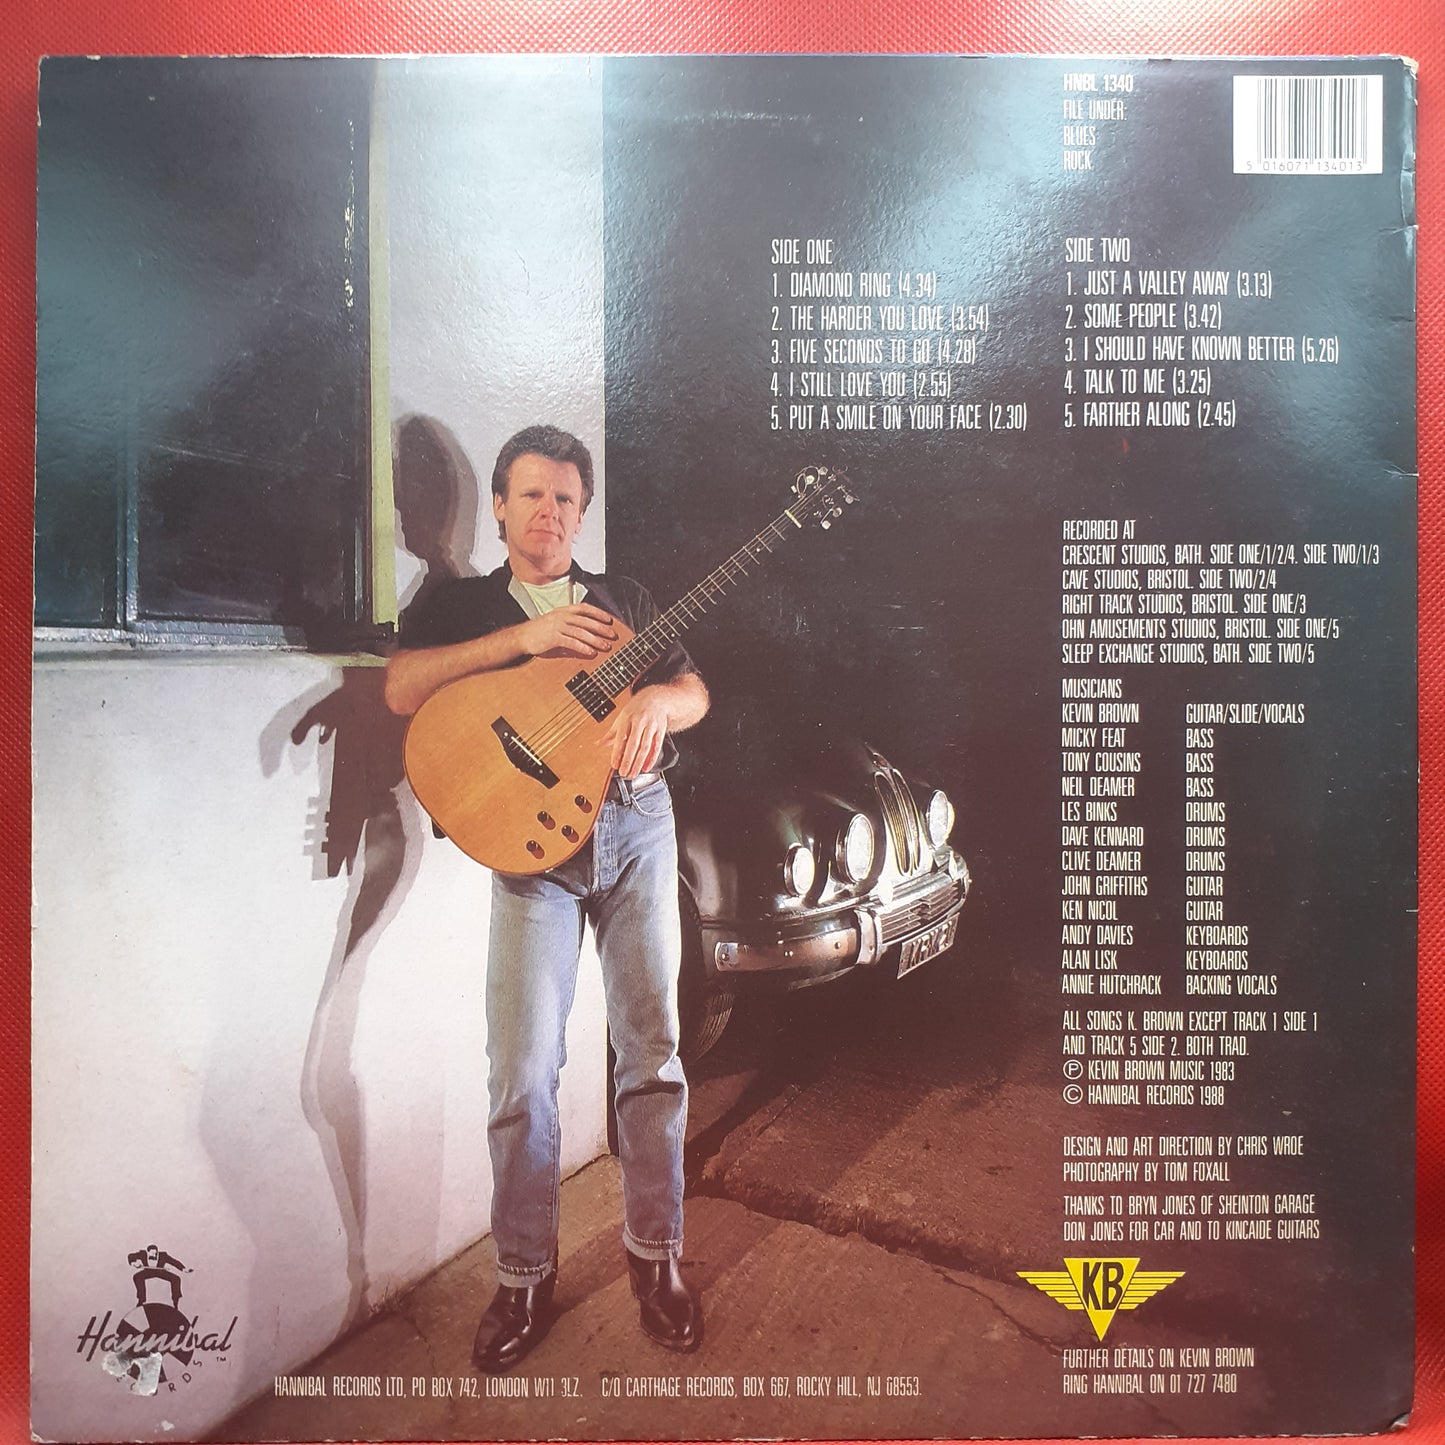 HNBL 1340
FILE UNDER:
BLUES
ROCK
5 016071 134013
SIDE ONE
1. DIAMOND RING (4.34)
2. THE HARDER YOU LOVE (3.54)
3. FIVE SECONDS TO GO (4.28)
4. I STILL LOVE YOU (2.55)
5. PUT A SMILE ON YOUR FACE (2.30)
SIDE TWO
1. JUST A VALLEY AWAY (3.13)
2. SOME PEOPLE (3.42)
3. I SHOULD HAVE KNOWN BETTER (5.26)
4. TALK TO ME (3.25)
5. FARTHER ALONG (2.45)
RECORDED AT
CRESCENT STUDIOS, BATH. SIDE ONE/1/2/4. SIDE TWO/1/3
CAVE STUDIOS, BRISTOL. SIDE TWO/2/4
RIGHT TRACK STUDIOS, BRISTOL. SIDE ONE/3
OHN AMUSEMENTS STUDIOS, BRISTOL. SIDE ONE/5
SLEEP EXCHANGE STUDIOS, BATH. SIDE TWO/5
MUSICIANS
KEVIN BROWN GUITAR/SLIDE/VOCALS
MICKY FEAT BASS
TONY COUSINS BASS
NEIL DEAMER BASS
LES BINKS DRUMS
DAVE KENNARD DRUMS
CLIVE DEAMER DRUMS
JOHN GRIFFITHS GUITAR
KEN NICOL GUITAR
ANDY DAVIES KEYBOARDS
ALAN LISK KEYBOARDS
ANNIE HUTCHRACK BACKING VOCALS
ALL SONGS K. BROWN EXCEPT TRACK 1 SIDE 1
AND TRACK 5 SIDE 2. BOTH TRAD.
Ⓟ KEVIN BROWN MUSIC 1983
© HANNIBAL RECORDS 1988
DESIGN AND ART DIRECTION BY CHRIS WROE
PHOTOGRAPHY BY TOM FOXALL
THANKS TO BRYN JONES OF SHEINTON GARAGE
DON JONES FOR CAR AND TO KINCAIDE GUITARS
KB
FURTHER DETAILS ON KEVIN BROWN
RING HANNIBAL ON 01 727 7480
Hannibal ™
HANNIBAL RECORDS LTD, PO BOX 742, LONDON W11 3LZ. C/O CARTHAGE RECORDS, BOX 667, ROCKY HILL, NJ 08553.